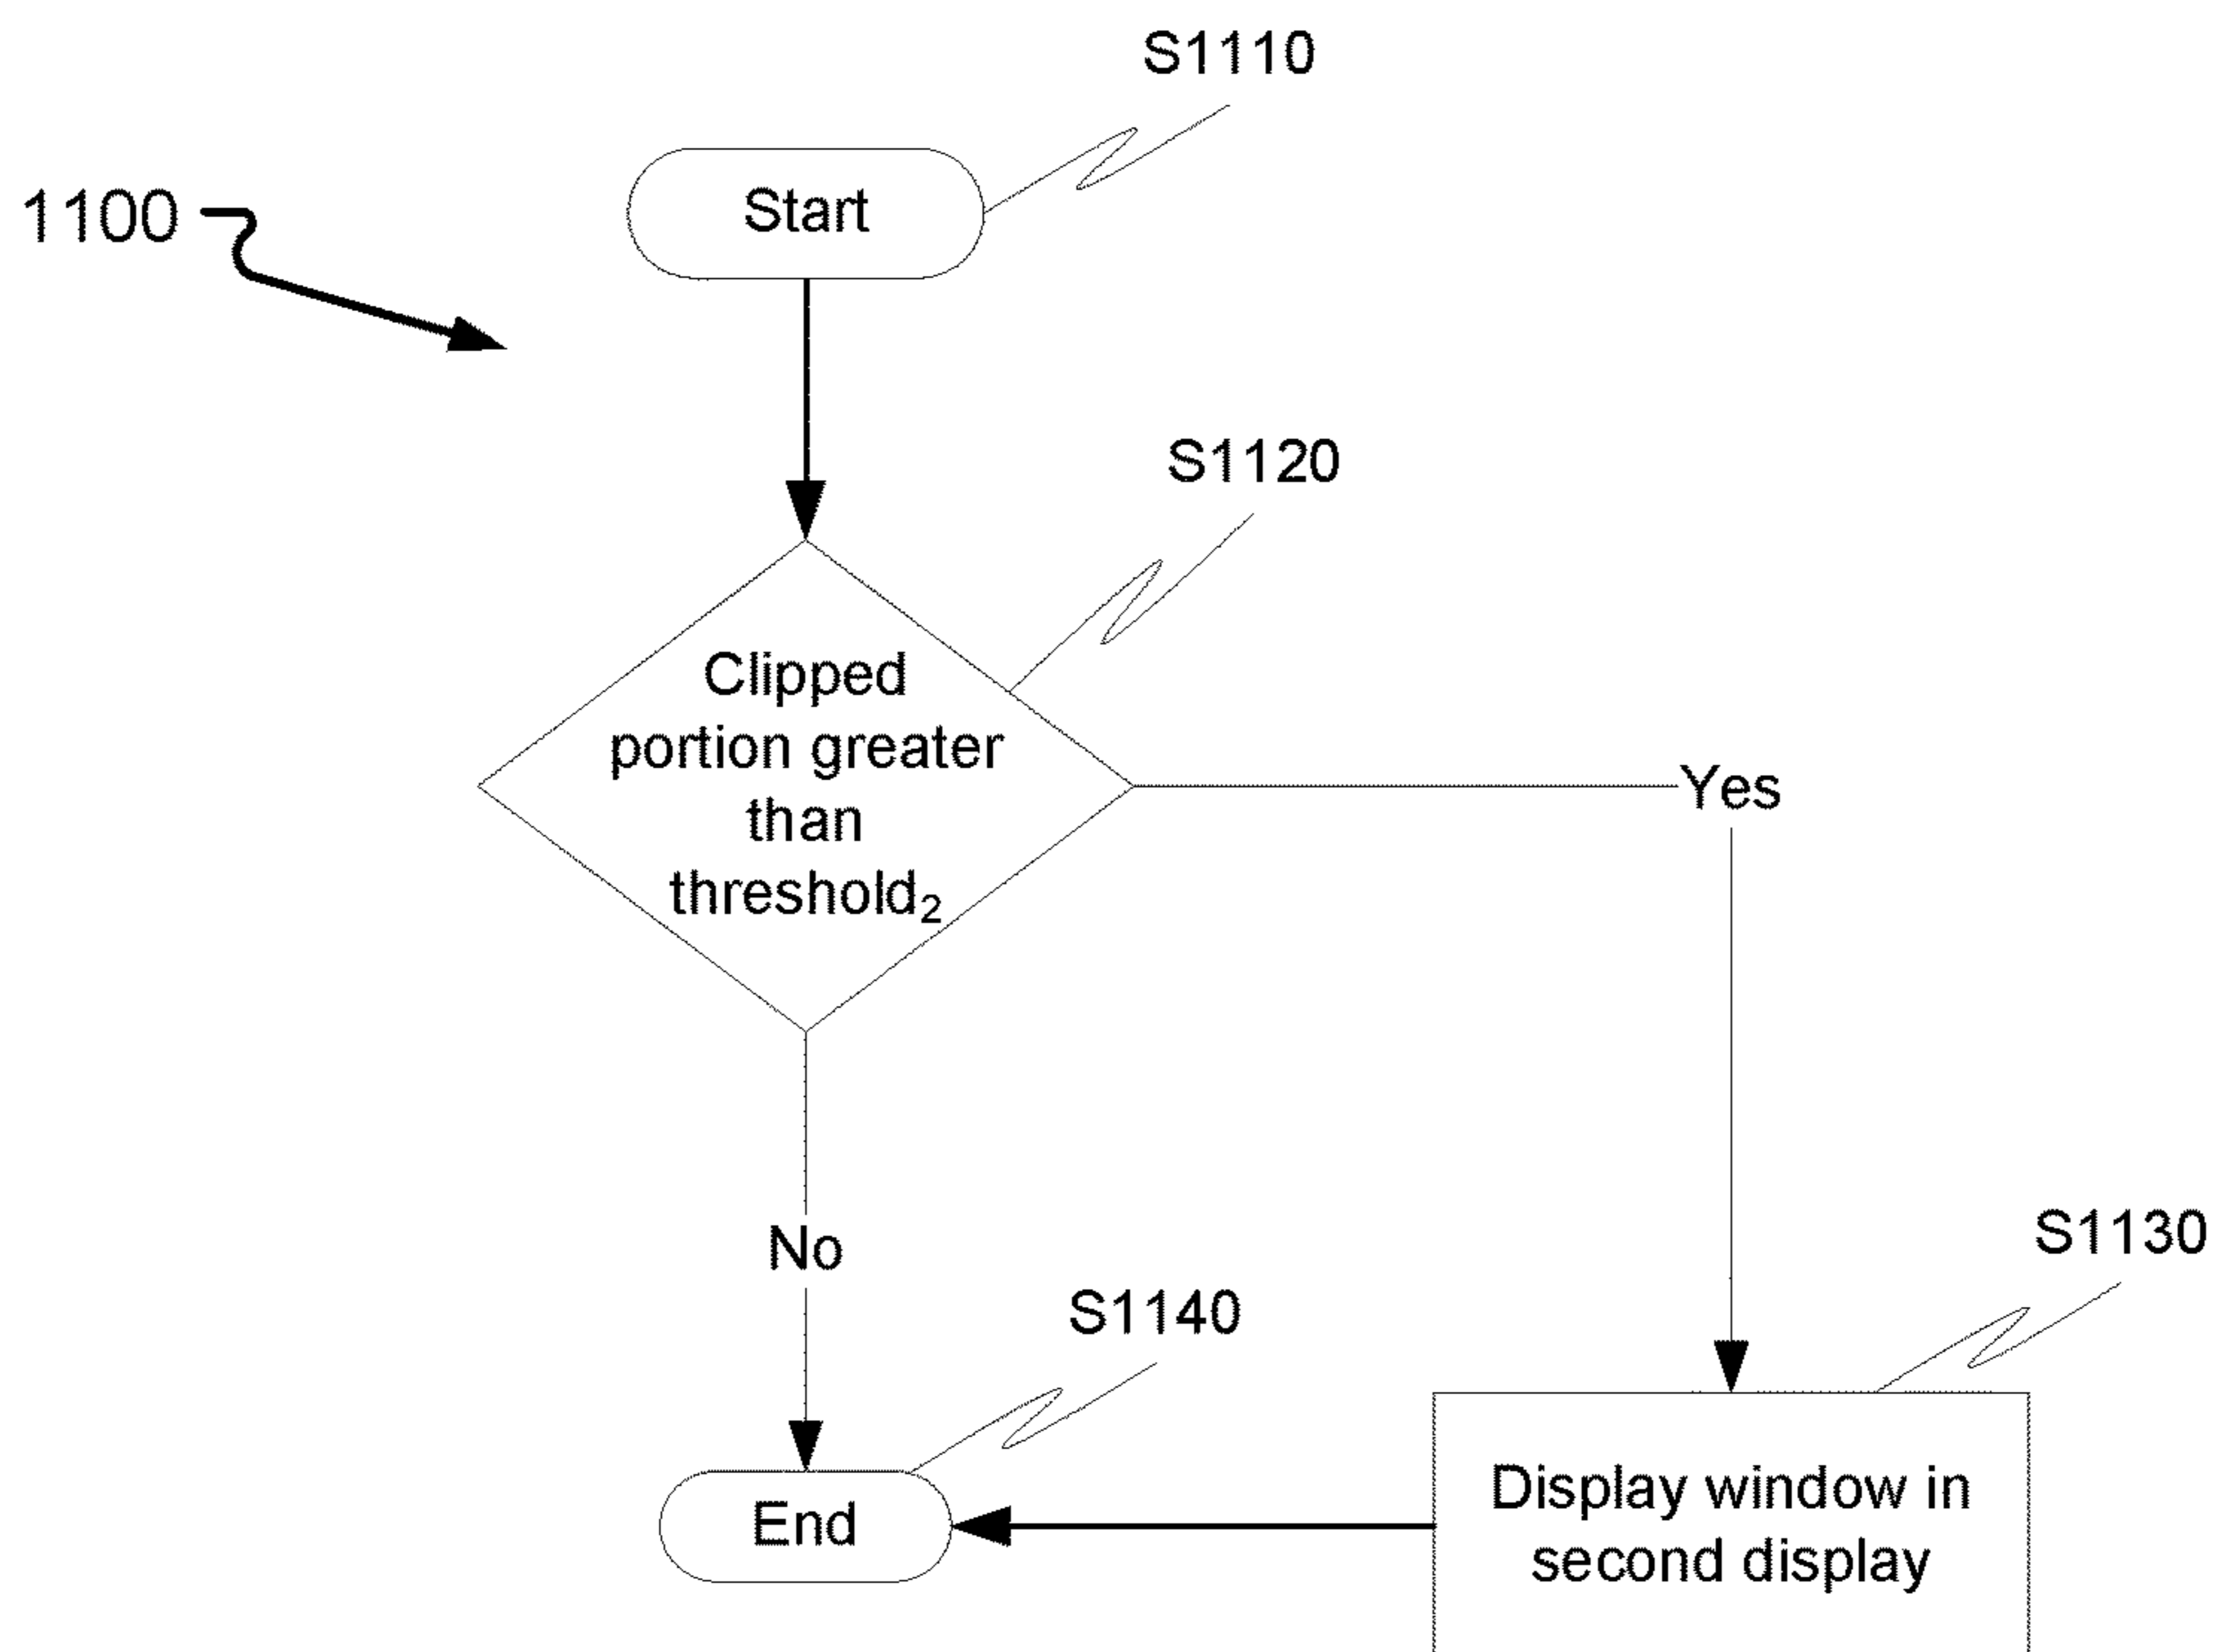 S1110
1100
Start
S1120
Clipped
portion greater
than
threshold₂
Yes
No
S1130
S1140
Display window in
second display
End